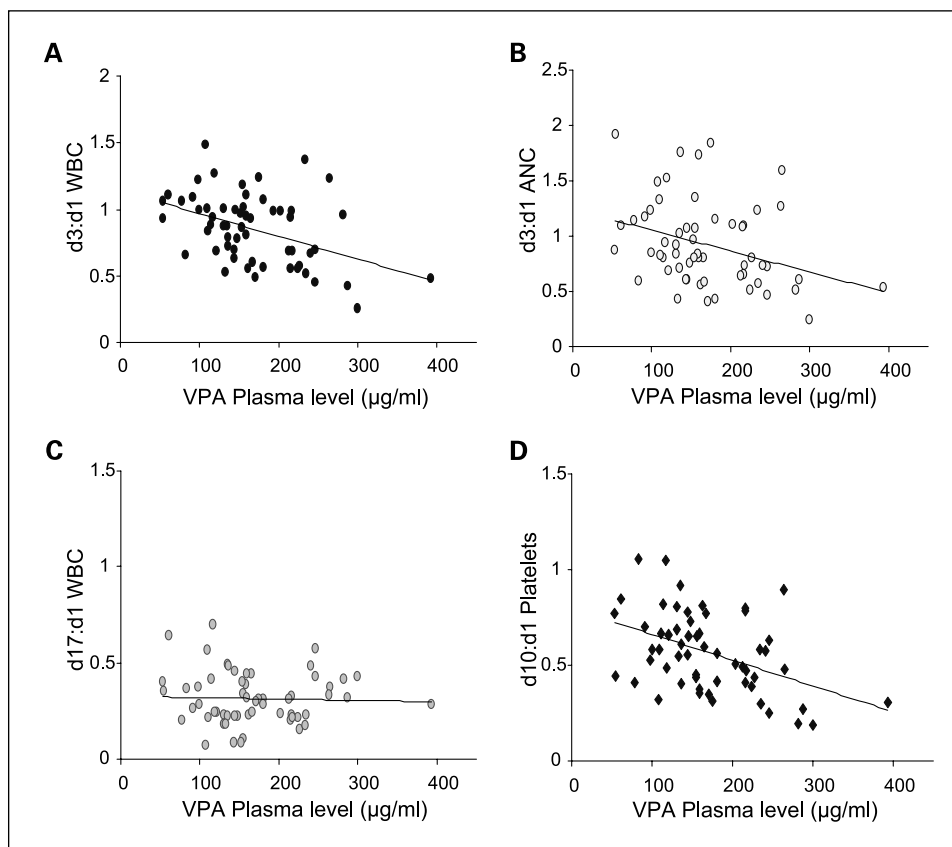 A
2
1.5
1
0.5
0
d3:d1 WBC
0 100 200 300 400
VPA Plasma level (µg/ml)
B
2.5
2
1.5
1
0.5
0
d3:d1 ANC
0 100 200 300 400
VPA Plasma level (µg/ml)
C
1.5
1
0.5
0
d17:d1 WBC
0 100 200 300 400
VPA Plasma level (µg/ml)
D
1.5
1
0.5
0
d10:d1 Platelets
0 100 200 300 400
VPA Plasma level (µg/ml)